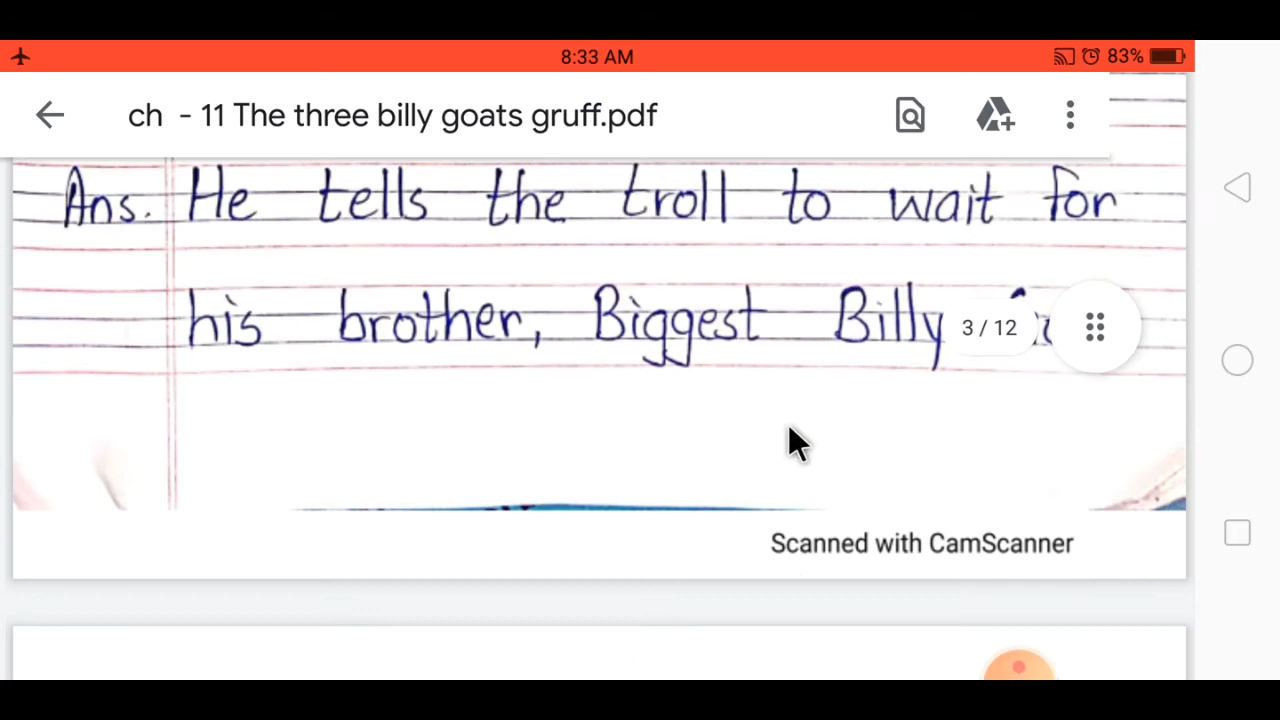 8:33 AM
83%
ch - 11 The three billy goats gruff.pdf
Ans. He tells the troll to wait for
his brother, Biggest Billy
3 / 12
Scanned with CamScanner